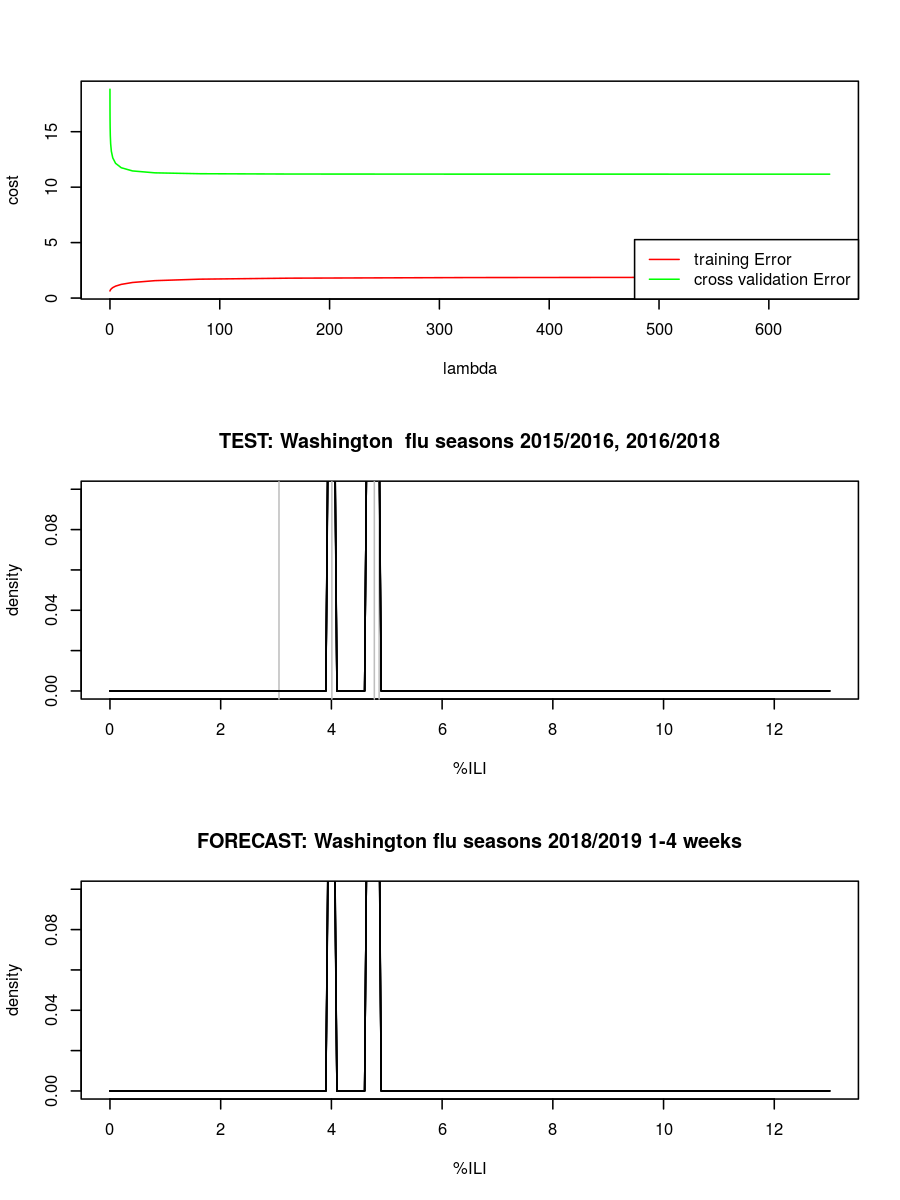 15
10
5
0
cost
training Error
cross validation Error
0 100 200 300 400 500 600
lambda
TEST: Washington  flu seasons 2015/2016, 2016/2018
0.08
0.04
0.00
density
0 2 4 6 8 10 12
%ILI
FORECAST: Washington flu seasons 2018/2019 1-4 weeks
0.08
0.04
0.00
density
0 2 4 6 8 10 12
%ILI